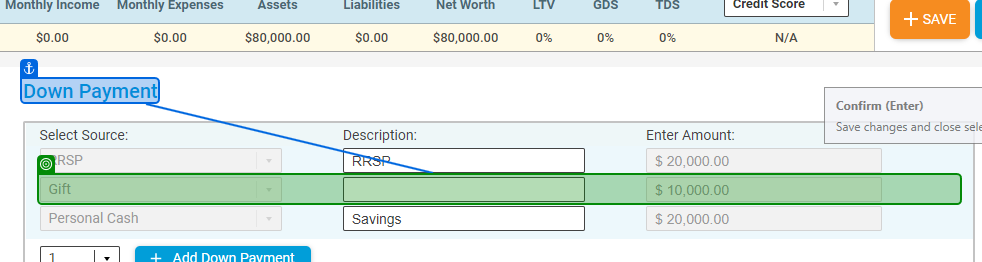 Monthly Income Monthly Expenses Assets Liabilities Net Worth LTV GDS TDS Credit Score
$0.00 $0.00 $80,000.00 $0.00 $80,000.00 0% 0% 0% N/A
+ SAVE
Down Payment
Confirm (Enter)
Save changes and close sele
Select Source: Description: Enter Amount:
RRSP RRSP $ 20,000.00
Gift $ 10,000.00
Personal Cash Savings $ 20,000.00
1 + Add Down Payment